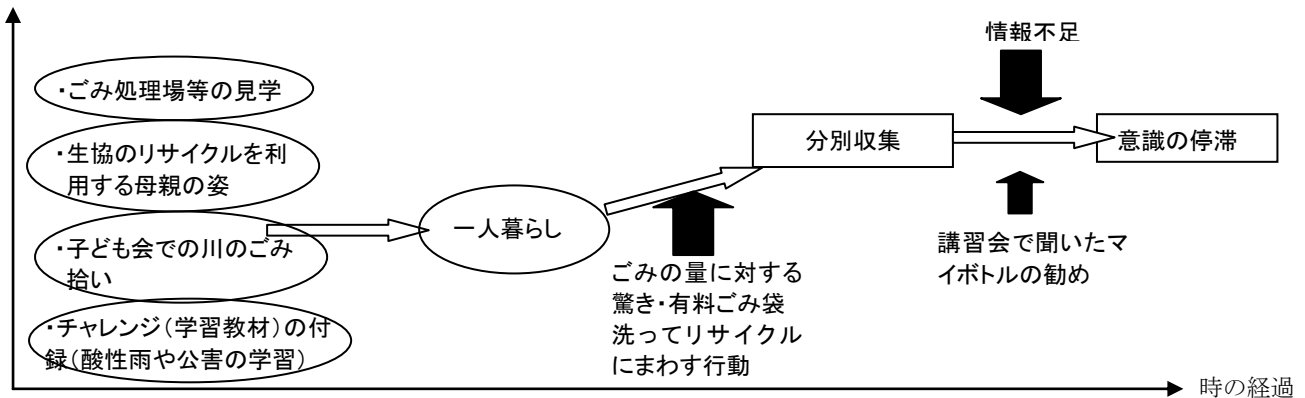 ・ごみ処理場等の見学
・生協のリサイクルを利
用する母親の姿
・子ども会での川のごみ
拾い
・チャレンジ(学習教材)の付
録(酸性雨や公害の学習)
一人暮らし
ごみの量に対する
驚き・有料ごみ袋
洗ってリサイクル
にまわす行動
分別収集
情報不足
講習会で聞いたマ
イボトルの勧め
意識の停滞
時の経過